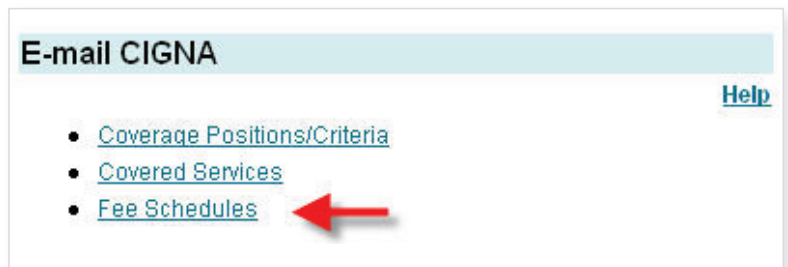 E-mail CIGNA
Help
Coverage Positions/Criteria
Covered Services
Fee Schedules